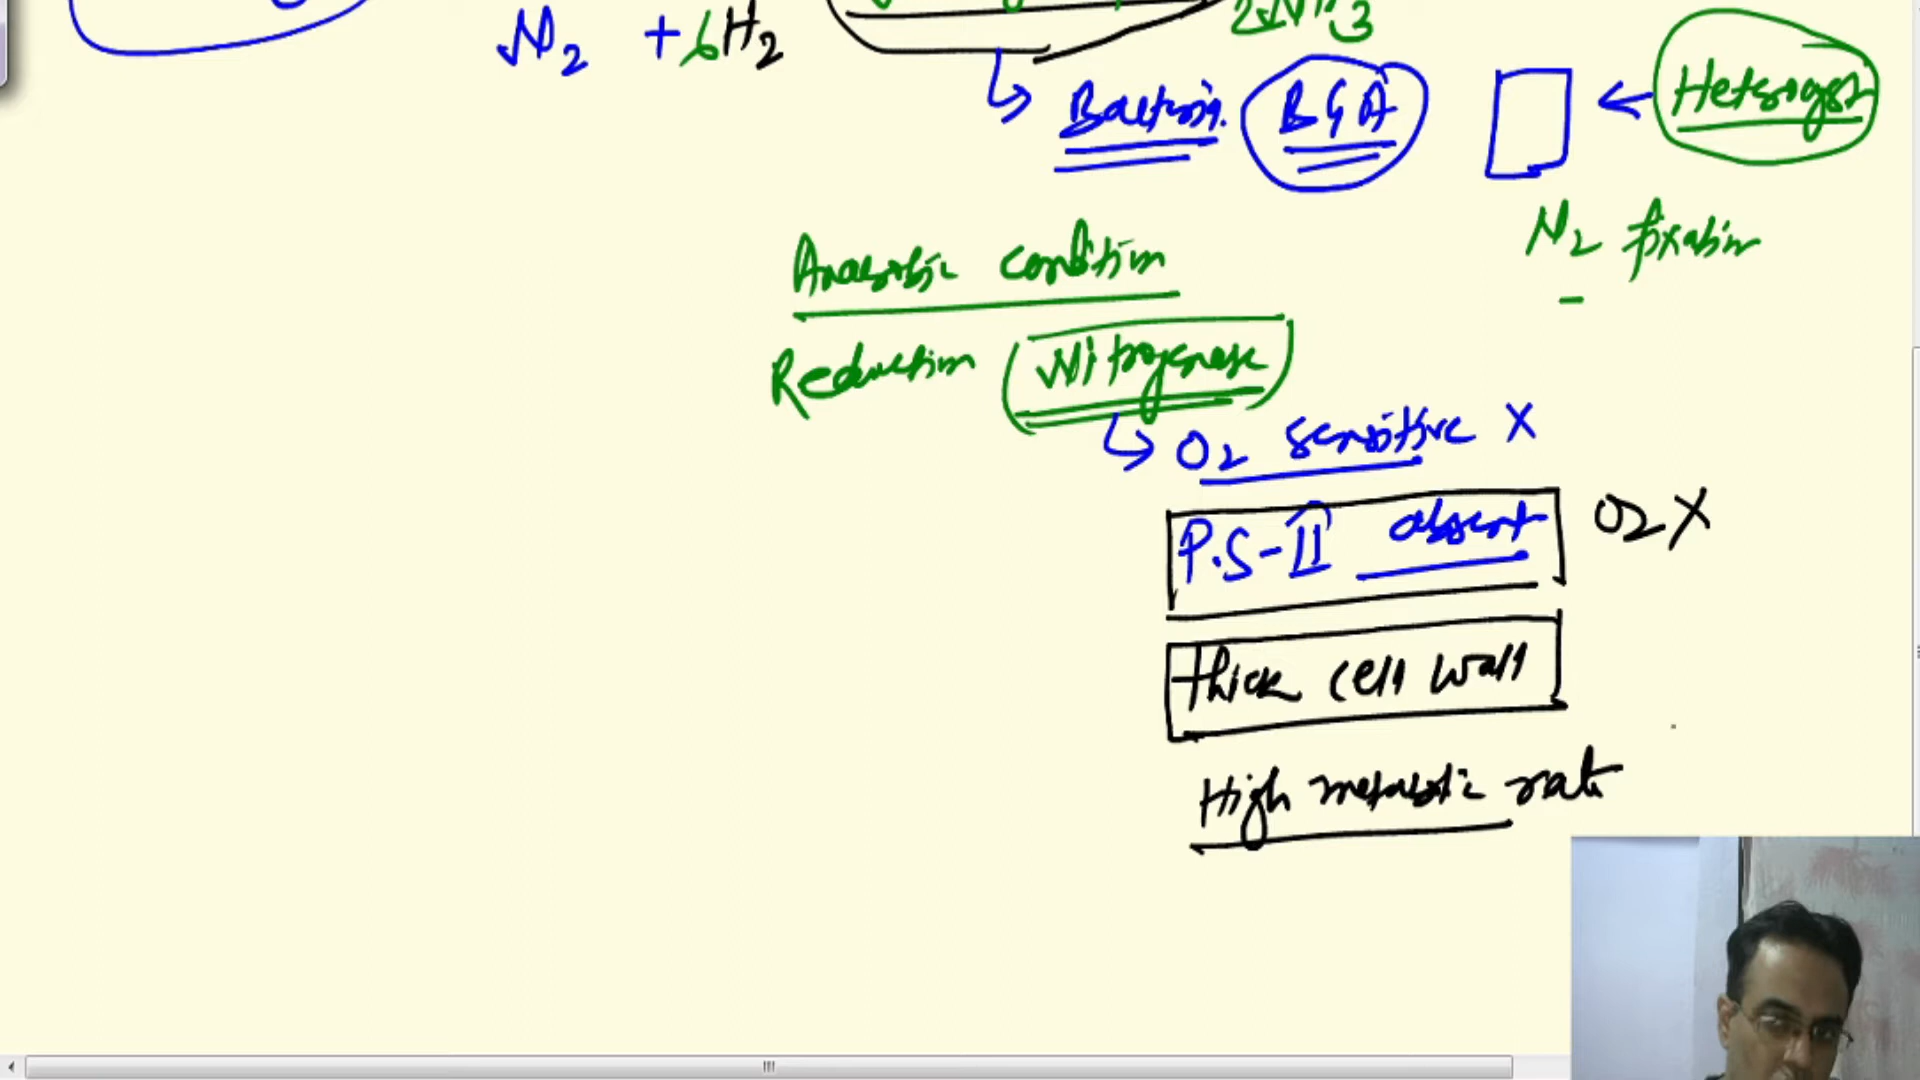 N2 + 6H2
2NH3
Bacteria. BGA
Heterocyst
N2 fixation
Anaerobic condition
Reduction (Nitrogenase)
O2 sensitive X
P.S-II absent O2 X
Thick cell wall
High metabolic rate